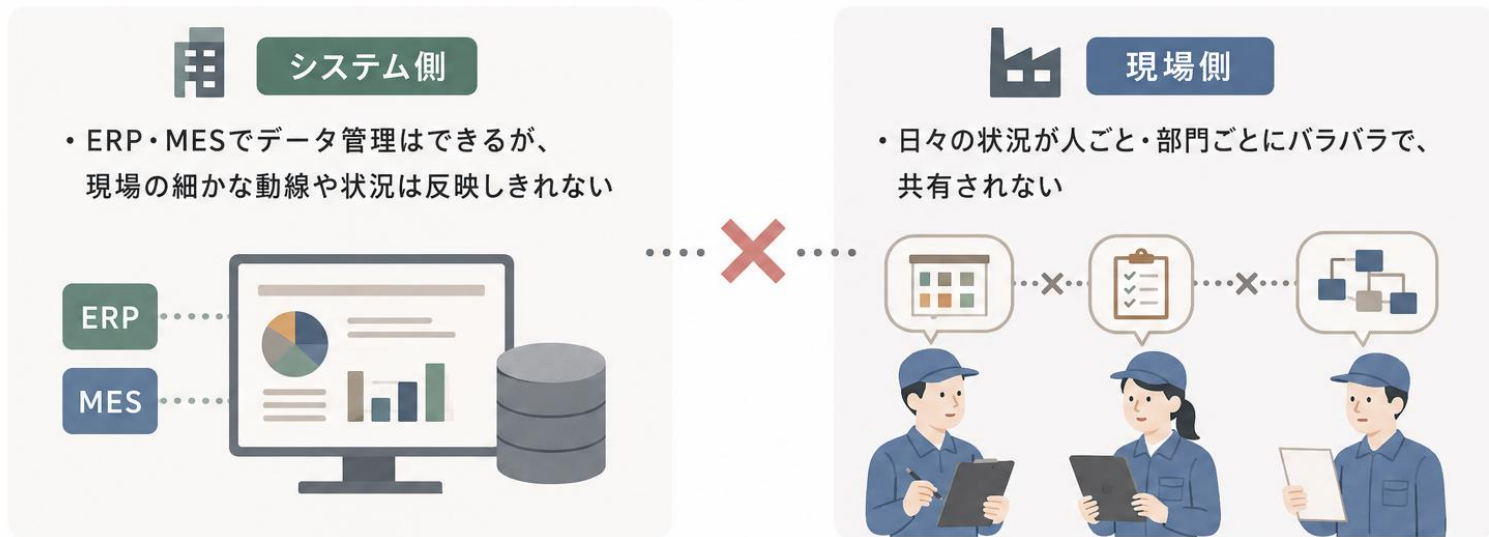 システム側
・ERP・MESでデータ管理はできるが、
現場の細かな動線や状況は反映しきれない
ERP
MES
現場側
・日々の状況が人ごと・部門ごとにバラバラで、
共有されない